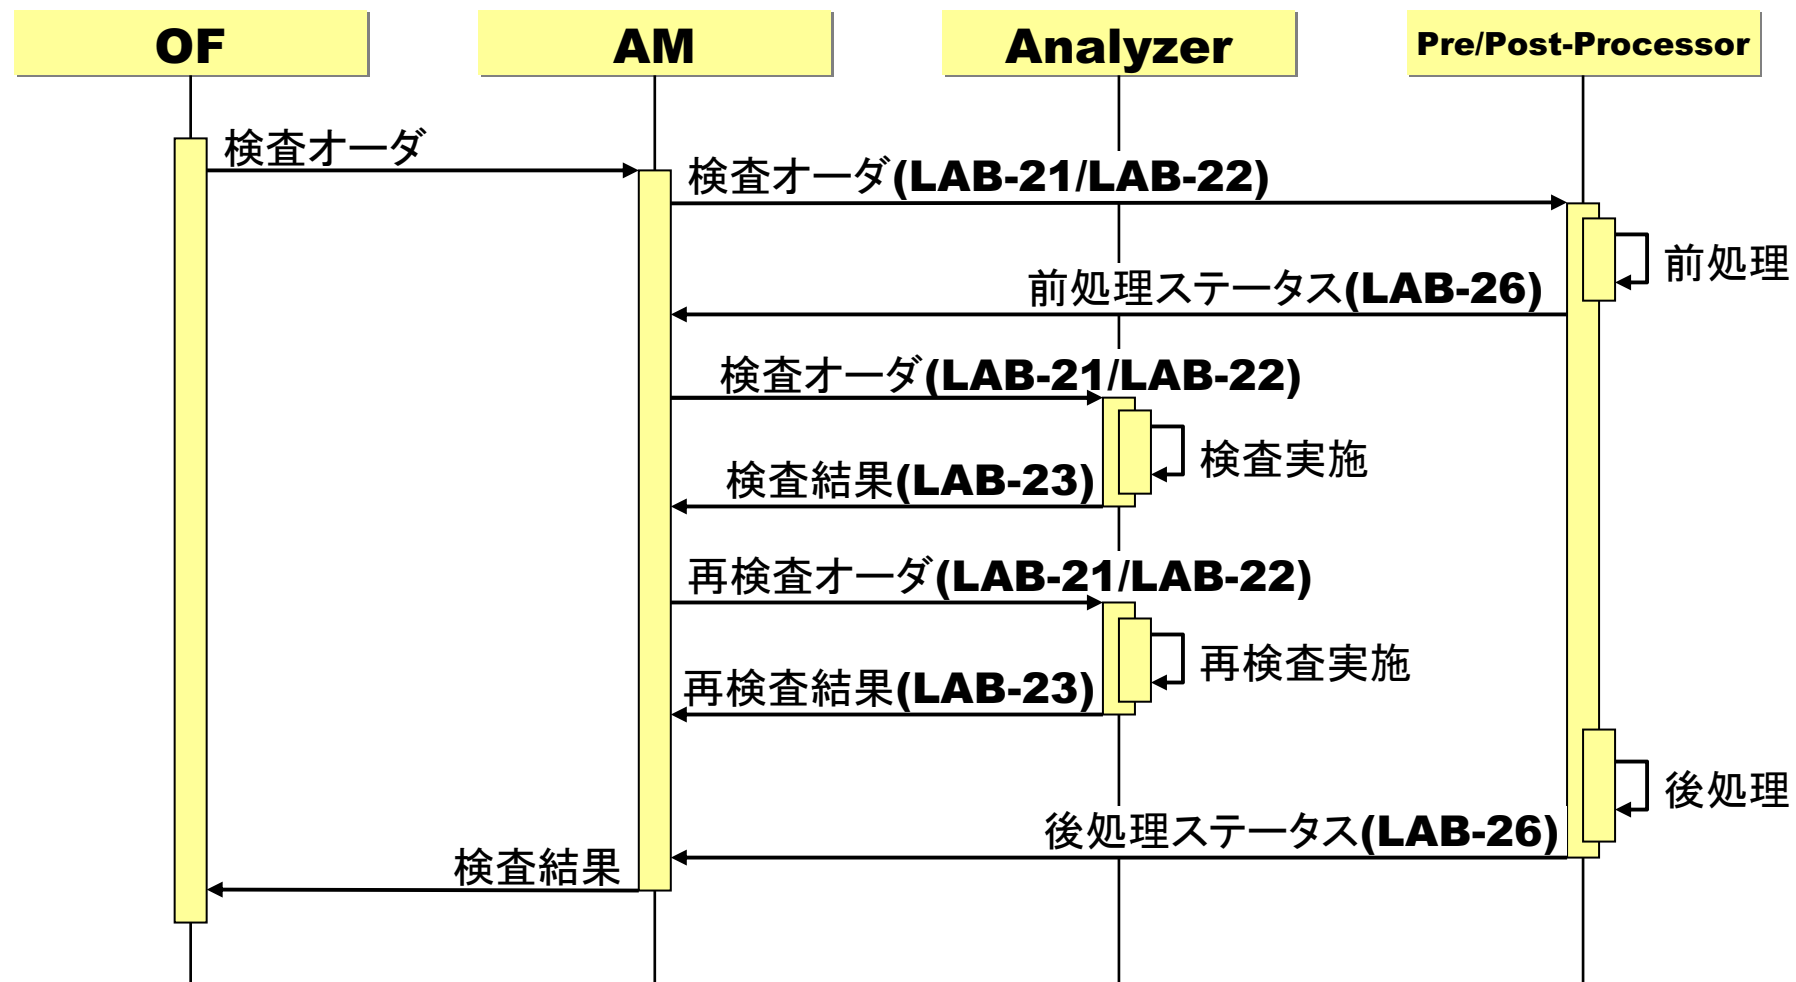 OF
AM
Analyzer
Pre/Post-Processor
検査オーダ
検査オーダ(LAB-21/LAB-22)
前処理
前処理ステータス(LAB-26)
検査オーダ(LAB-21/LAB-22)
検査実施
検査結果(LAB-23)
再検査オーダ(LAB-21/LAB-22)
再検査実施
再検査結果(LAB-23)
後処理
後処理ステータス(LAB-26)
検査結果